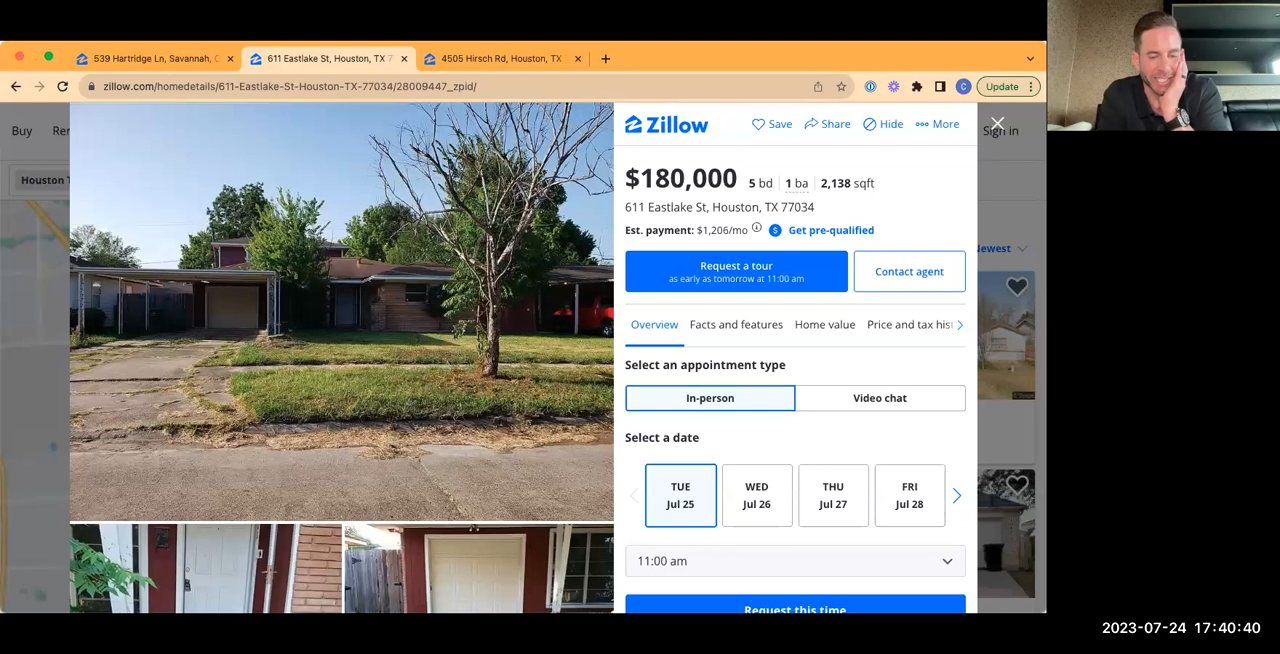 539 Hartridge Ln, Savannah, G
611 Eastlake St, Houston, TX 7
4505 Hirsch Rd, Houston, TX
zillow.com/homedetails/611-Eastlake-St-Houston-TX-77034/28009447_zpid/
Update
Buy
Zillow
Save
Share
Hide
More
Sign in
Houston
$180,000
5 bd
1 ba
2,138 sqft
611 Eastlake St, Houston, TX 77034
Est. payment: $1,206/mo
Get pre-qualified
Newest
Request a tour
as early as tomorrow at 11:00 am
Contact agent
Overview
Facts and features
Home value
Price and tax hist
Select an appointment type
In-person
Video chat
Select a date
TUE
Jul 25
WED
Jul 26
THU
Jul 27
FRI
Jul 28
11:00 am
Request this time
2023-07-24 17:40:40